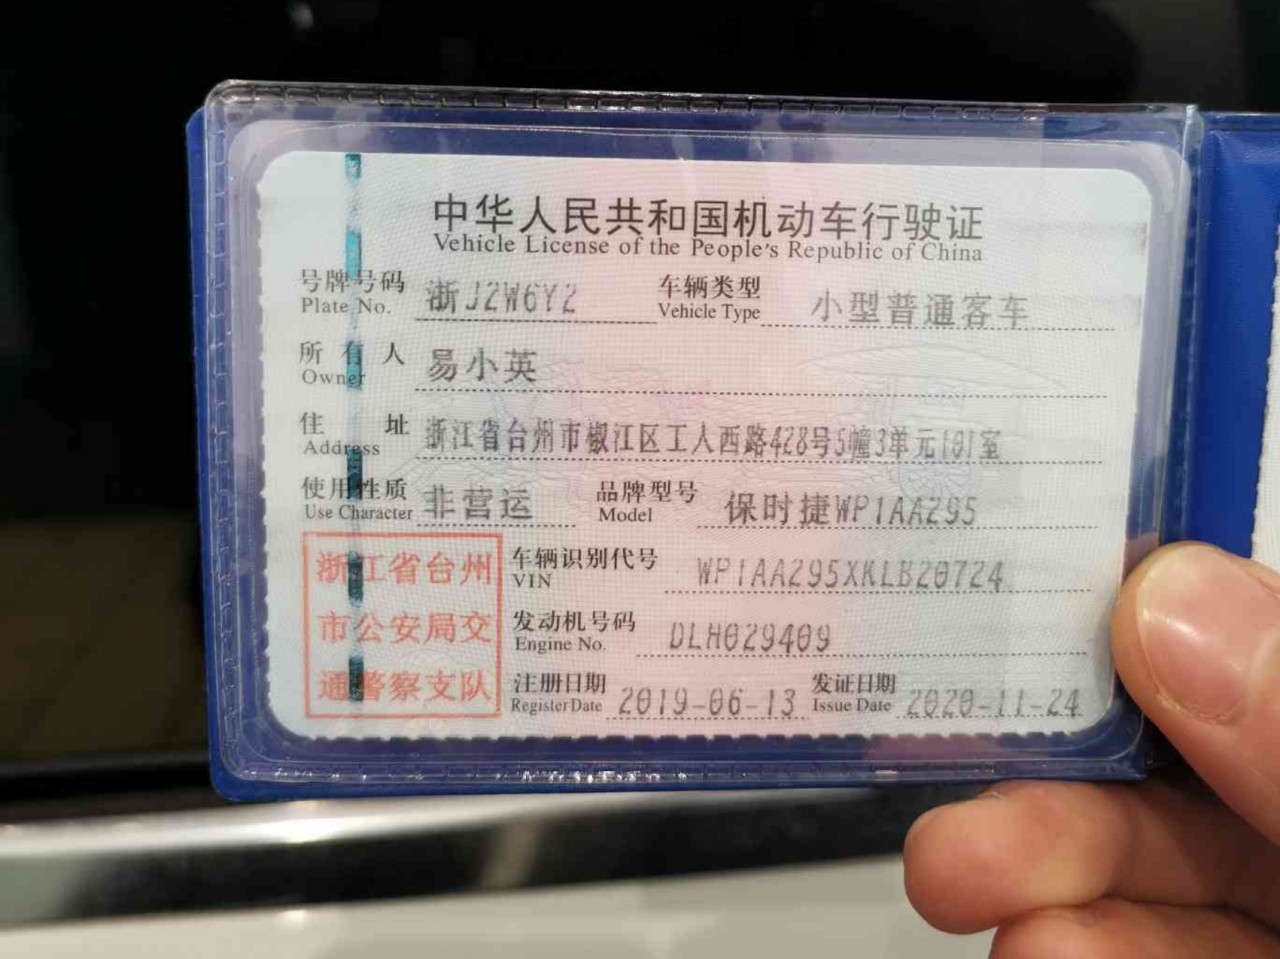 中华人民共和国机动车行驶证
Vehicle License of the People's Republic of China
号牌号码 浙J2W6Y2 车辆类型 小型普通客车
Plate No. Vehicle Type
所有人 易小英
Owner
住址 浙江省台州市椒江区工人西路428号5幢3单元101室
Address
使用性质 非营运 品牌型号 保时捷WP1AA295
Use Character Model
浙江省台州
市公安局交
通警察支队
车辆识别代号 WP1AA295XKLB20724
VIN
发动机号码 DLH029409
Engine No.
注册日期 2019-06-13 发证日期 2020-11-24
Register Date Issue Date